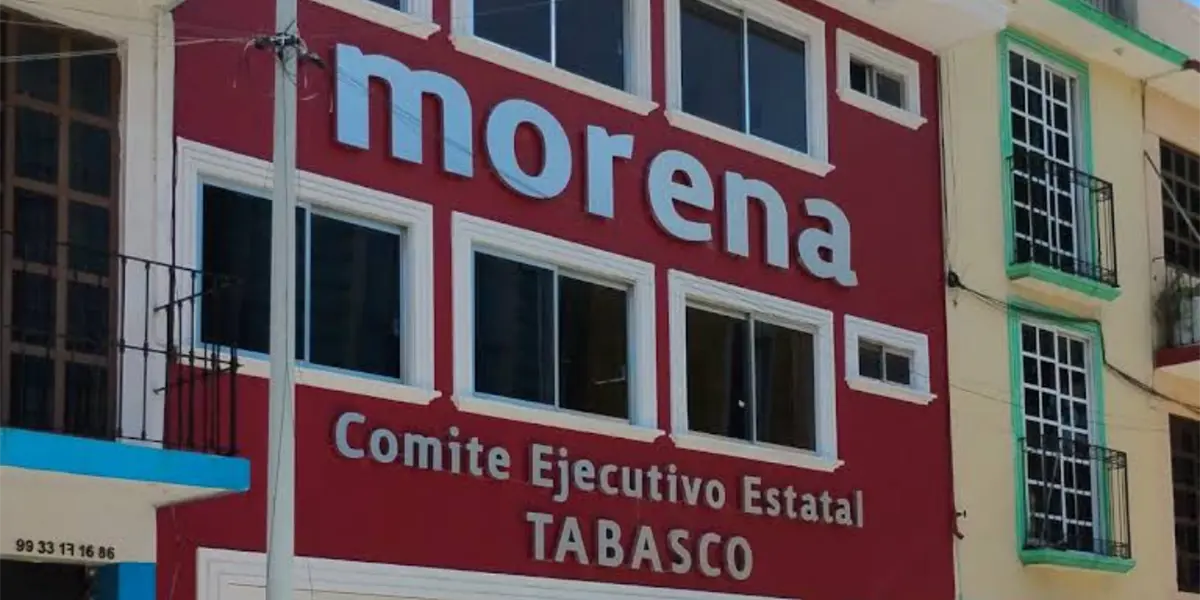 morena
Comite Ejecutivo Estatal
TABASCO
99 33 17 16 86